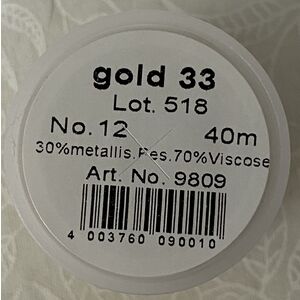 gold 33
Lot. 518
No. 12 40m
30%metallis.Pes.70%Viscose
Art. No. 9809
4 003760 090010